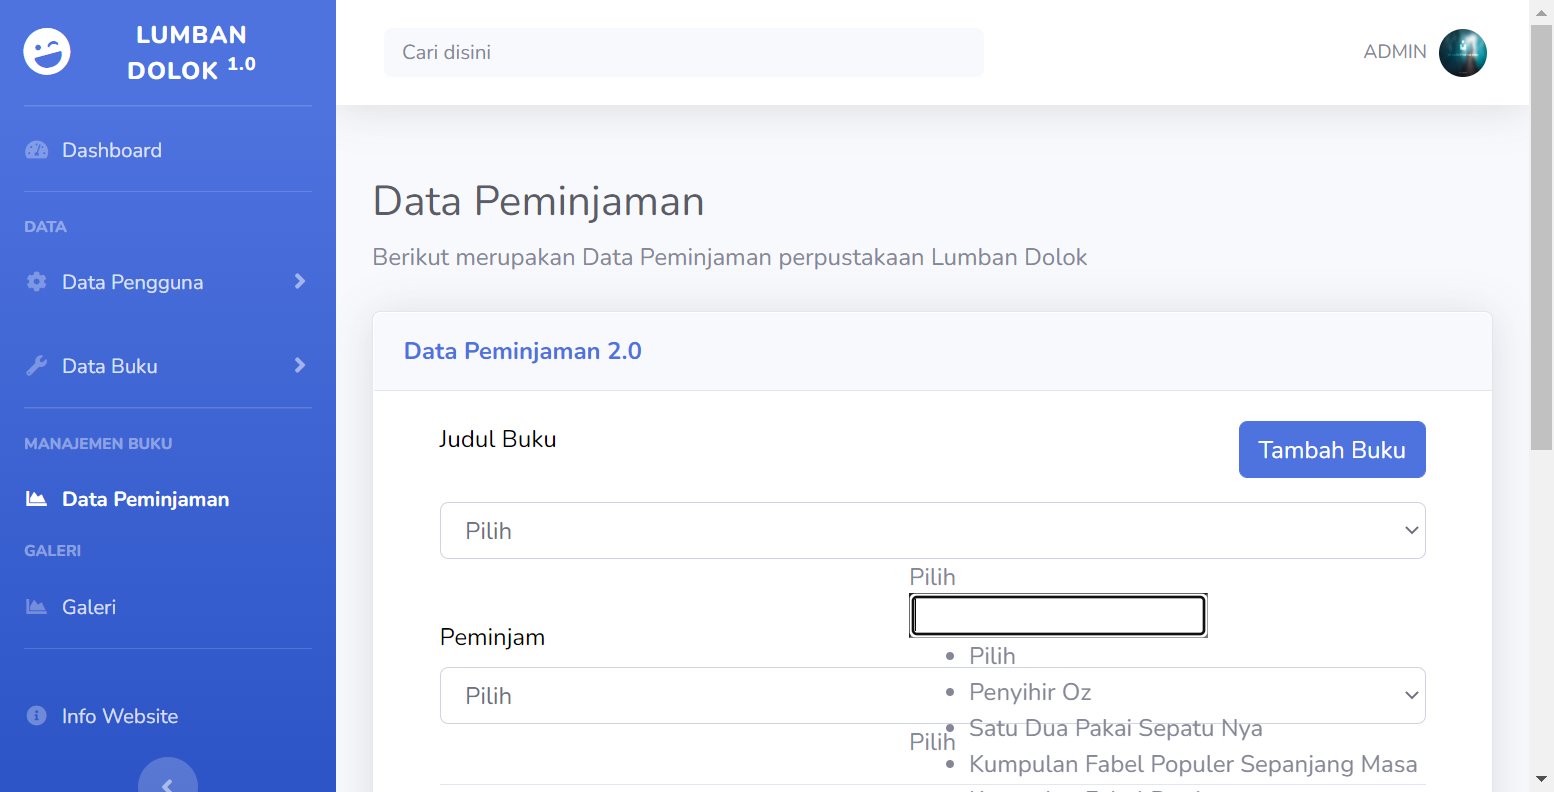 LUMBAN
DOLOK 1.0
Dashboard
DATA
Data Pengguna
Data Buku
MANAJEMEN BUKU
Data Peminjaman
GALERI
Galeri
Info Website
Cari disini
ADMIN
Data Peminjaman
Berikut merupakan Data Peminjaman perpustakaan Lumban Dolok
Data Peminjaman 2.0
Judul Buku
Tambah Buku
Pilih
Pilih
Peminjam
Pilih
Pilih
Penyihir Oz
Satu Dua Pakai Sepatu Nya
Pilih
Kumpulan Fabel Populer Sepanjang Masa